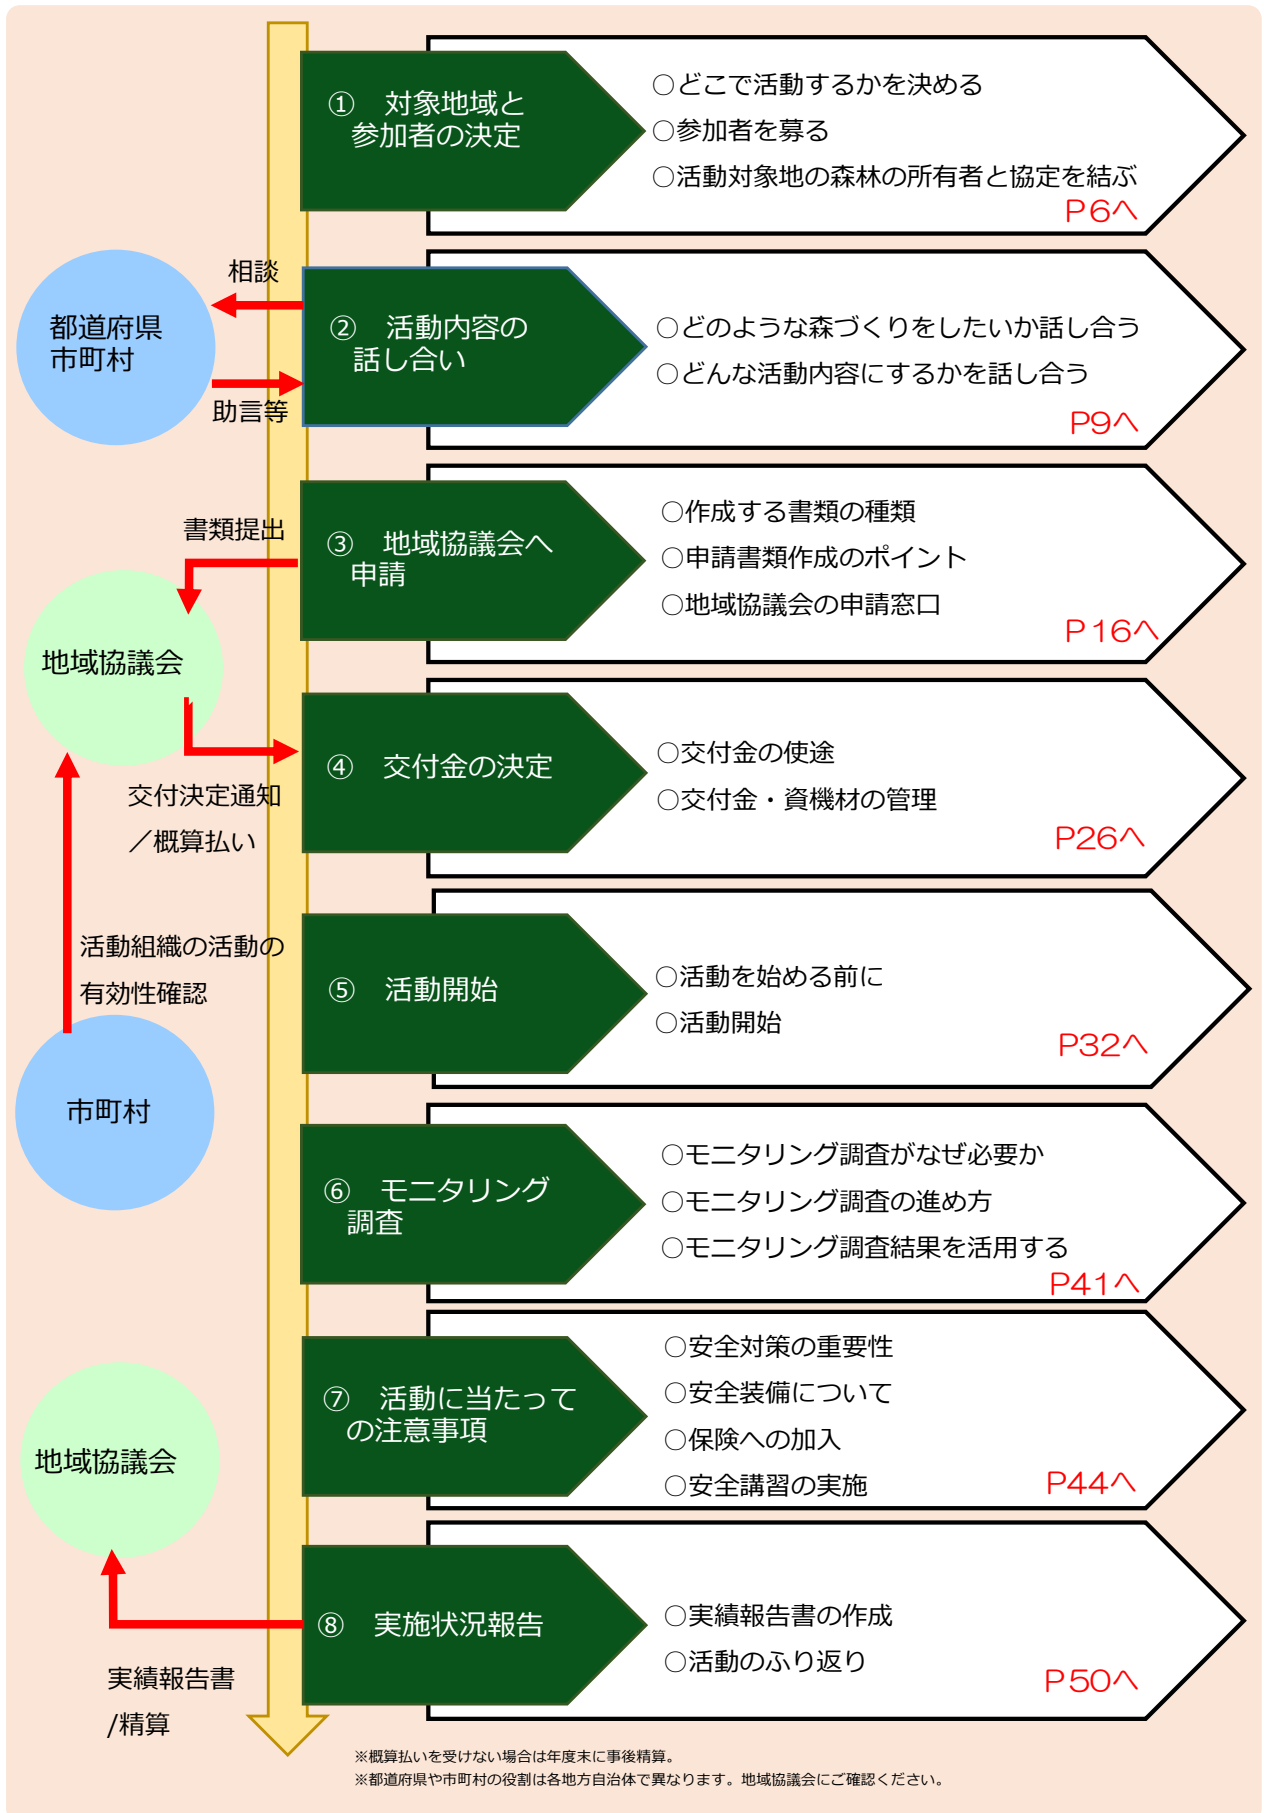 ①　対象地域と
参加者の決定
○どこで活動するかを決める
○参加者を募る
○活動対象地の森林の所有者と協定を結ぶ
P6へ
相談
都道府県
市町村
助言等
②　活動内容の
話し合い
○どのような森づくりをしたいか話し合う
○どんな活動内容にするかを話し合う
P9へ
書類提出
③　地域協議会へ
申請
○作成する書類の種類
○申請書類作成のポイント
○地域協議会の申請窓口
P16へ
地域協議会
④　交付金の決定
○交付金の使途
○交付金・資機材の管理
P26へ
交付決定通知
／概算払い
活動組織の活動の
有効性確認
⑤　活動開始
○活動を始める前に
○活動開始
P32へ
市町村
⑥　モニタリング
調査
○モニタリング調査がなぜ必要か
○モニタリング調査の進め方
○モニタリング調査結果を活用する
P41へ
⑦　活動に当たって
の注意事項
○安全対策の重要性
○安全装備について
○保険への加入
○安全講習の実施
P44へ
地域協議会
⑧　実施状況報告
○実績報告書の作成
○活動のふり返り
P50へ
実績報告書
/精算
※概算払いを受けない場合は年度末に事後精算。
※都道府県や市町村の役割は各地方自治体で異なります。地域協議会にご確認ください。